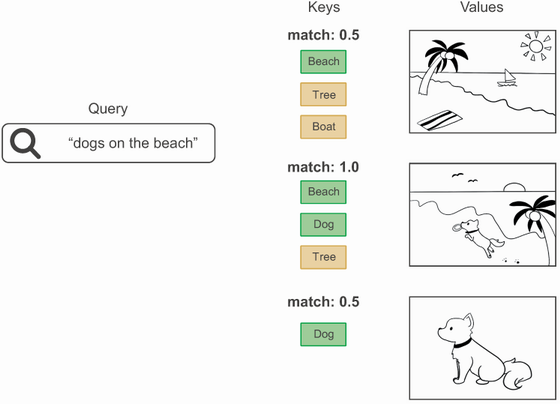 Keys
Values
match: 0.5
Beach
Tree
Boat
Query
“dogs on the beach”
match: 1.0
Beach
Dog
Tree
match: 0.5
Dog